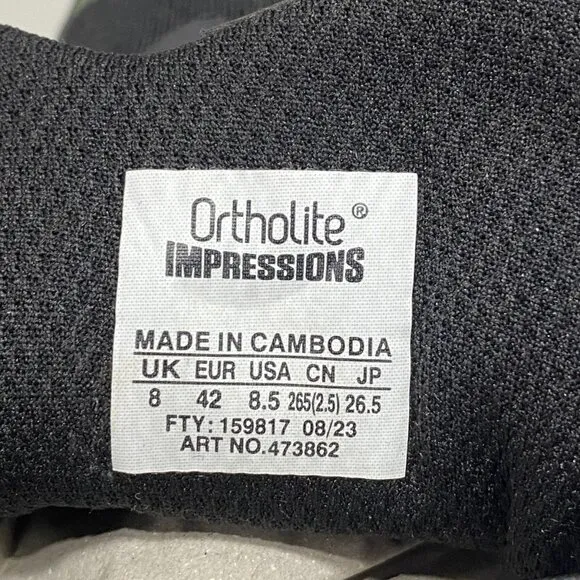 Ortholite®
IMPRESSIONS
MADE IN CAMBODIA
UK EUR USA CN JP
8 42 8.5 265(2.5) 26.5
FTY: 159817 08/23
ART NO.473862